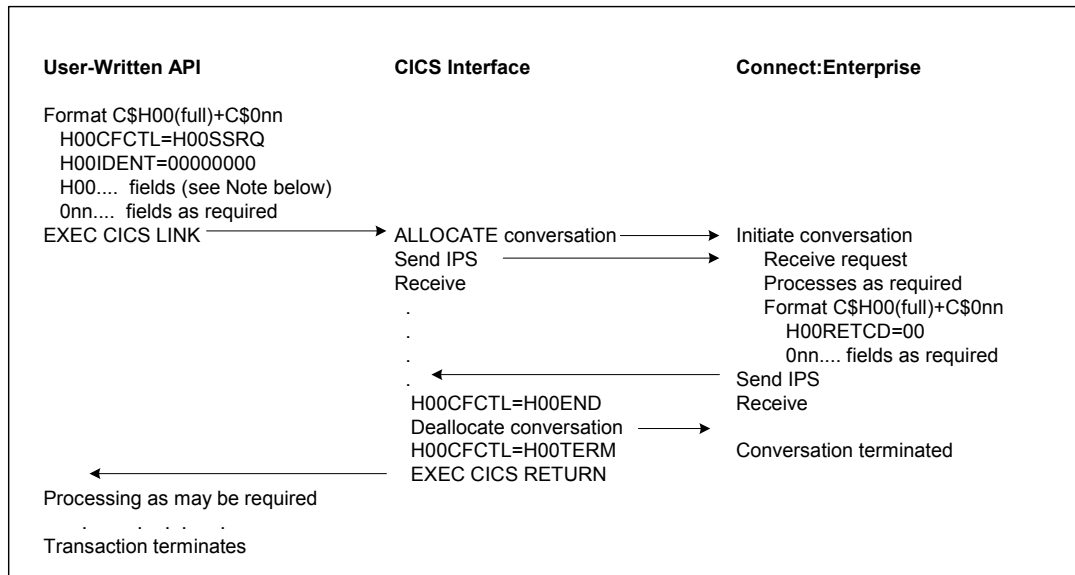 User-Written API CICS Interface Connect:Enterprise
Format C$H00(full)+C$0nn
H00CFCTL=H00SSRQ
H00IDENT=00000000
H00.... fields (see Note below)
0nn.... fields as required
EXEC CICS LINK ALLOCATE conversation Initiate conversation
Send IPS Receive request
Receive Processes as required
. Format C$H00(full)+C$0nn
. H00RETCD=00
. 0nn.... fields as required
. Send IPS
H00CFCTL=H00END Receive
Deallocate conversation
H00CFCTL=H00TERM Conversation terminated
EXEC CICS RETURN
Processing as may be required
. . . . .
Transaction terminates